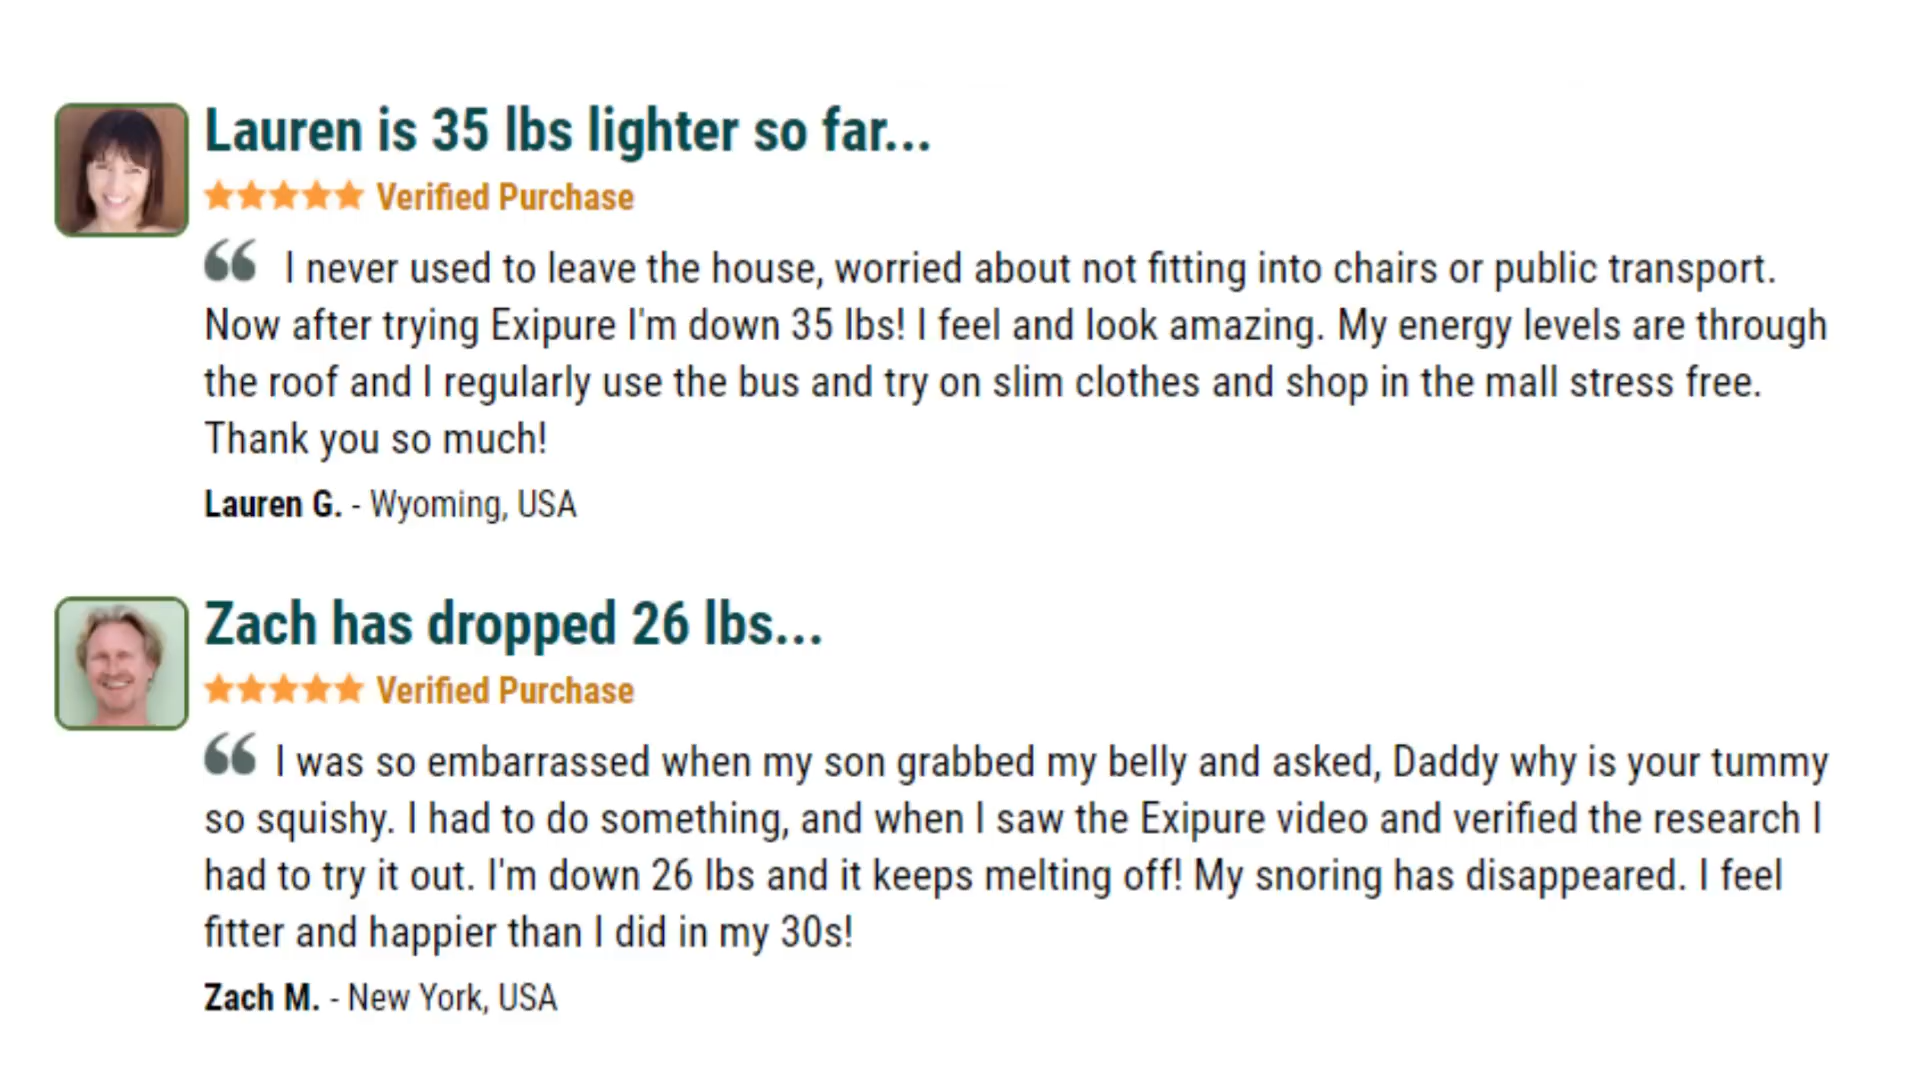 Lauren is 35 lbs lighter so far...
Verified Purchase
“ I never used to leave the house, worried about not fitting into chairs or public transport.
Now after trying Exipure I'm down 35 lbs! I feel and look amazing. My energy levels are through
the roof and I regularly use the bus and try on slim clothes and shop in the mall stress free.
Thank you so much!
Lauren G. - Wyoming, USA
Zach has dropped 26 lbs...
Verified Purchase
“ I was so embarrassed when my son grabbed my belly and asked, Daddy why is your tummy
so squishy. I had to do something, and when I saw the Exipure video and verified the research I
had to try it out. I'm down 26 lbs and it keeps melting off! My snoring has disappeared. I feel
fitter and happier than I did in my 30s!
Zach M. - New York, USA